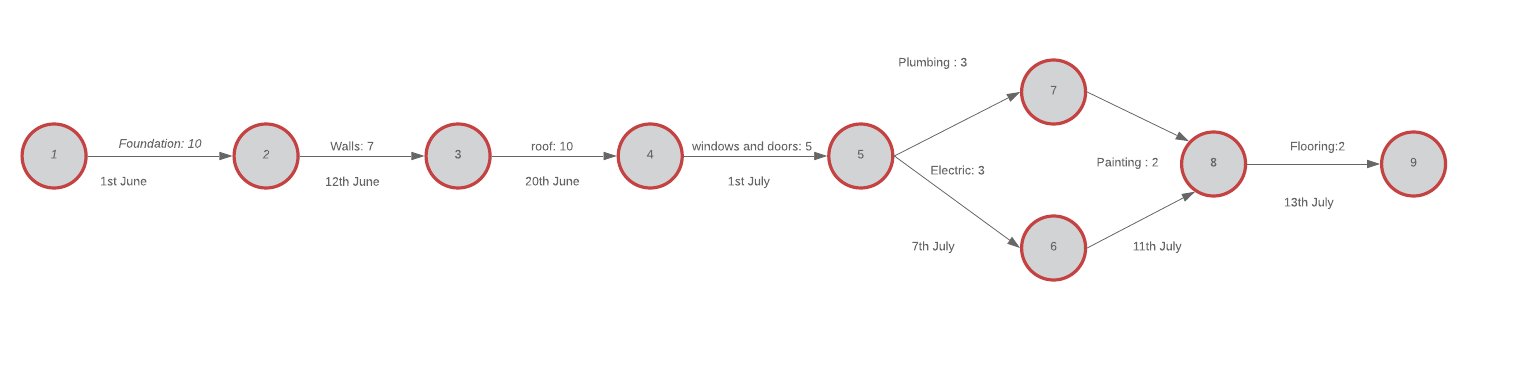 Plumbing : 3
7
Foundation: 10
Walls: 7
roof: 10
windows and doors: 5
1
2
3
4
5
Electric: 3
Painting : 2
8
Flooring:2
9
1st June
12th June
20th June
1st July
13th July
7th July
6
11th July